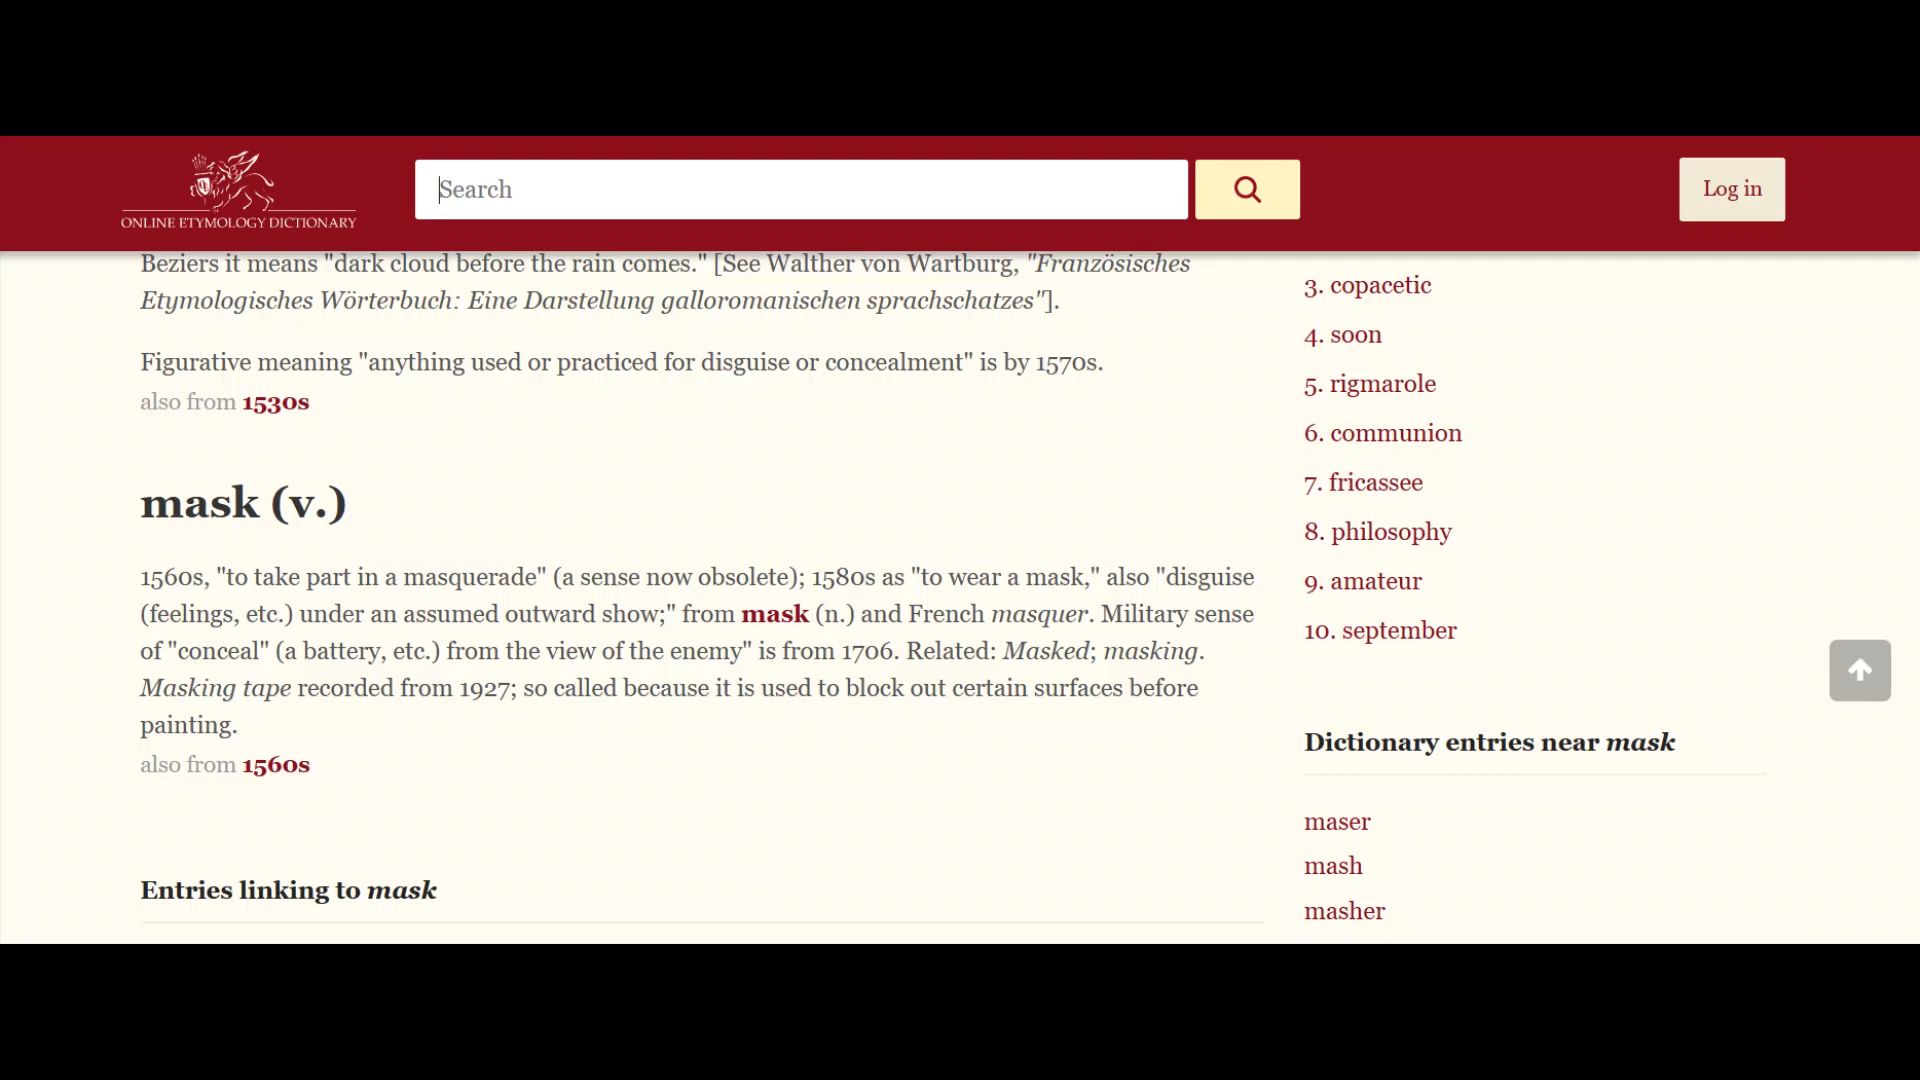 ONLINE ETYMOLOGY DICTIONARY
Search
Log in
Beziers it means "dark cloud before the rain comes." [See Walther von Wartburg, "Französisches
Etymologisches Wörterbuch: Eine Darstellung galloromanischen sprachschatzes"].
Figurative meaning "anything used or practiced for disguise or concealment" is by 1570s.
also from 1530s
mask (v.)
1560s, "to take part in a masquerade" (a sense now obsolete); 1580s as "to wear a mask," also "disguise
(feelings, etc.) under an assumed outward show;" from mask (n.) and French masquer. Military sense
of "conceal" (a battery, etc.) from the view of the enemy" is from 1706. Related: Masked; masking.
Masking tape recorded from 1927; so called because it is used to block out certain surfaces before
painting.
also from 1560s
Entries linking to mask
3. copacetic
4. soon
5. rigmarole
6. communion
7. fricassee
8. philosophy
9. amateur
10. september
Dictionary entries near mask
maser
mash
masher